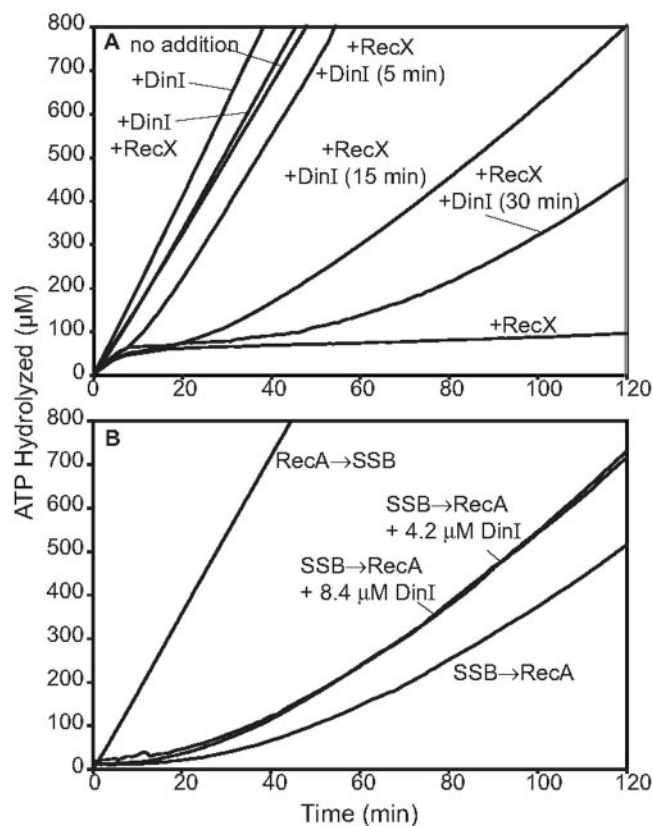 A
800
700
600
500
400
300
200
100
0
no addition
+DinI
+DinI
+RecX
+RecX
+DinI (5 min)
+RecX
+DinI (15 min)
+RecX
+DinI (30 min)
+RecX
0 20 40 60 80 100 120
ATP Hydrolyzed (µM)
B
800
700
600
500
400
300
200
100
0
RecA→SSB
SSB→RecA
+ 4.2 µM DinI
SSB→RecA
+ 8.4 µM DinI
SSB→RecA
0 20 40 60 80 100 120
Time (min)